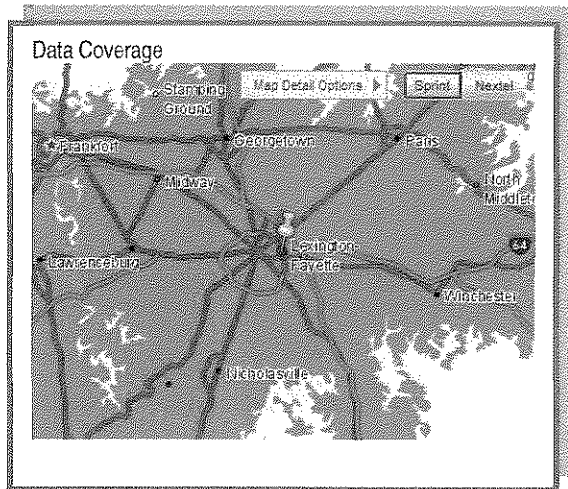 Data Coverage
Map Detail Options
Sprint
Nextel
Stamping
Ground
Frankfort
Georgetown
Paris
Midway
North
Middlet
Lexington-
Fayette
64
Lawrenceburg
Winchester
Nicholasville